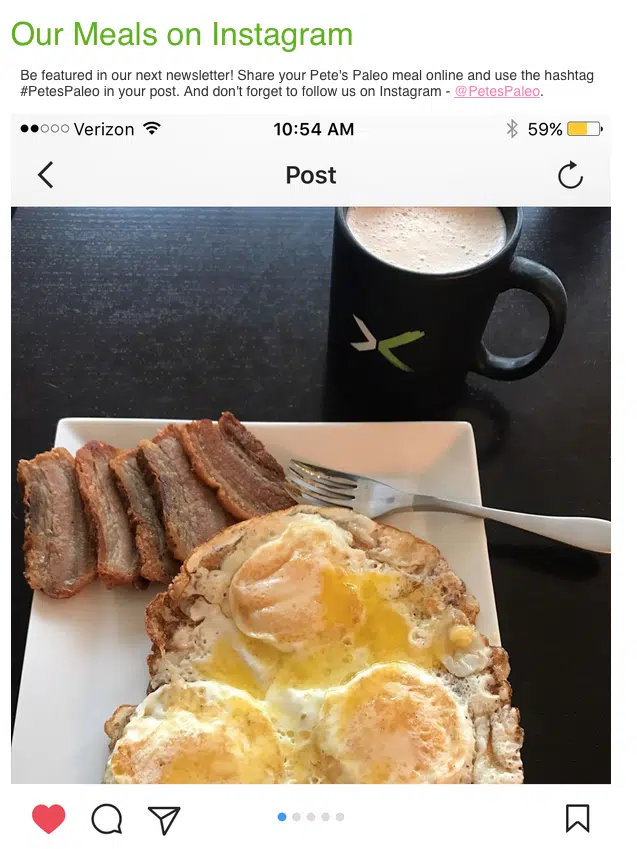 Our Meals on Instagram
Be featured in our next newsletter! Share your Pete's Paleo meal online and use the hashtag
#PetesPaleo in your post. And don't forget to follow us on Instagram - @PetesPaleo.
Verizon 10:54 AM 59%
Post